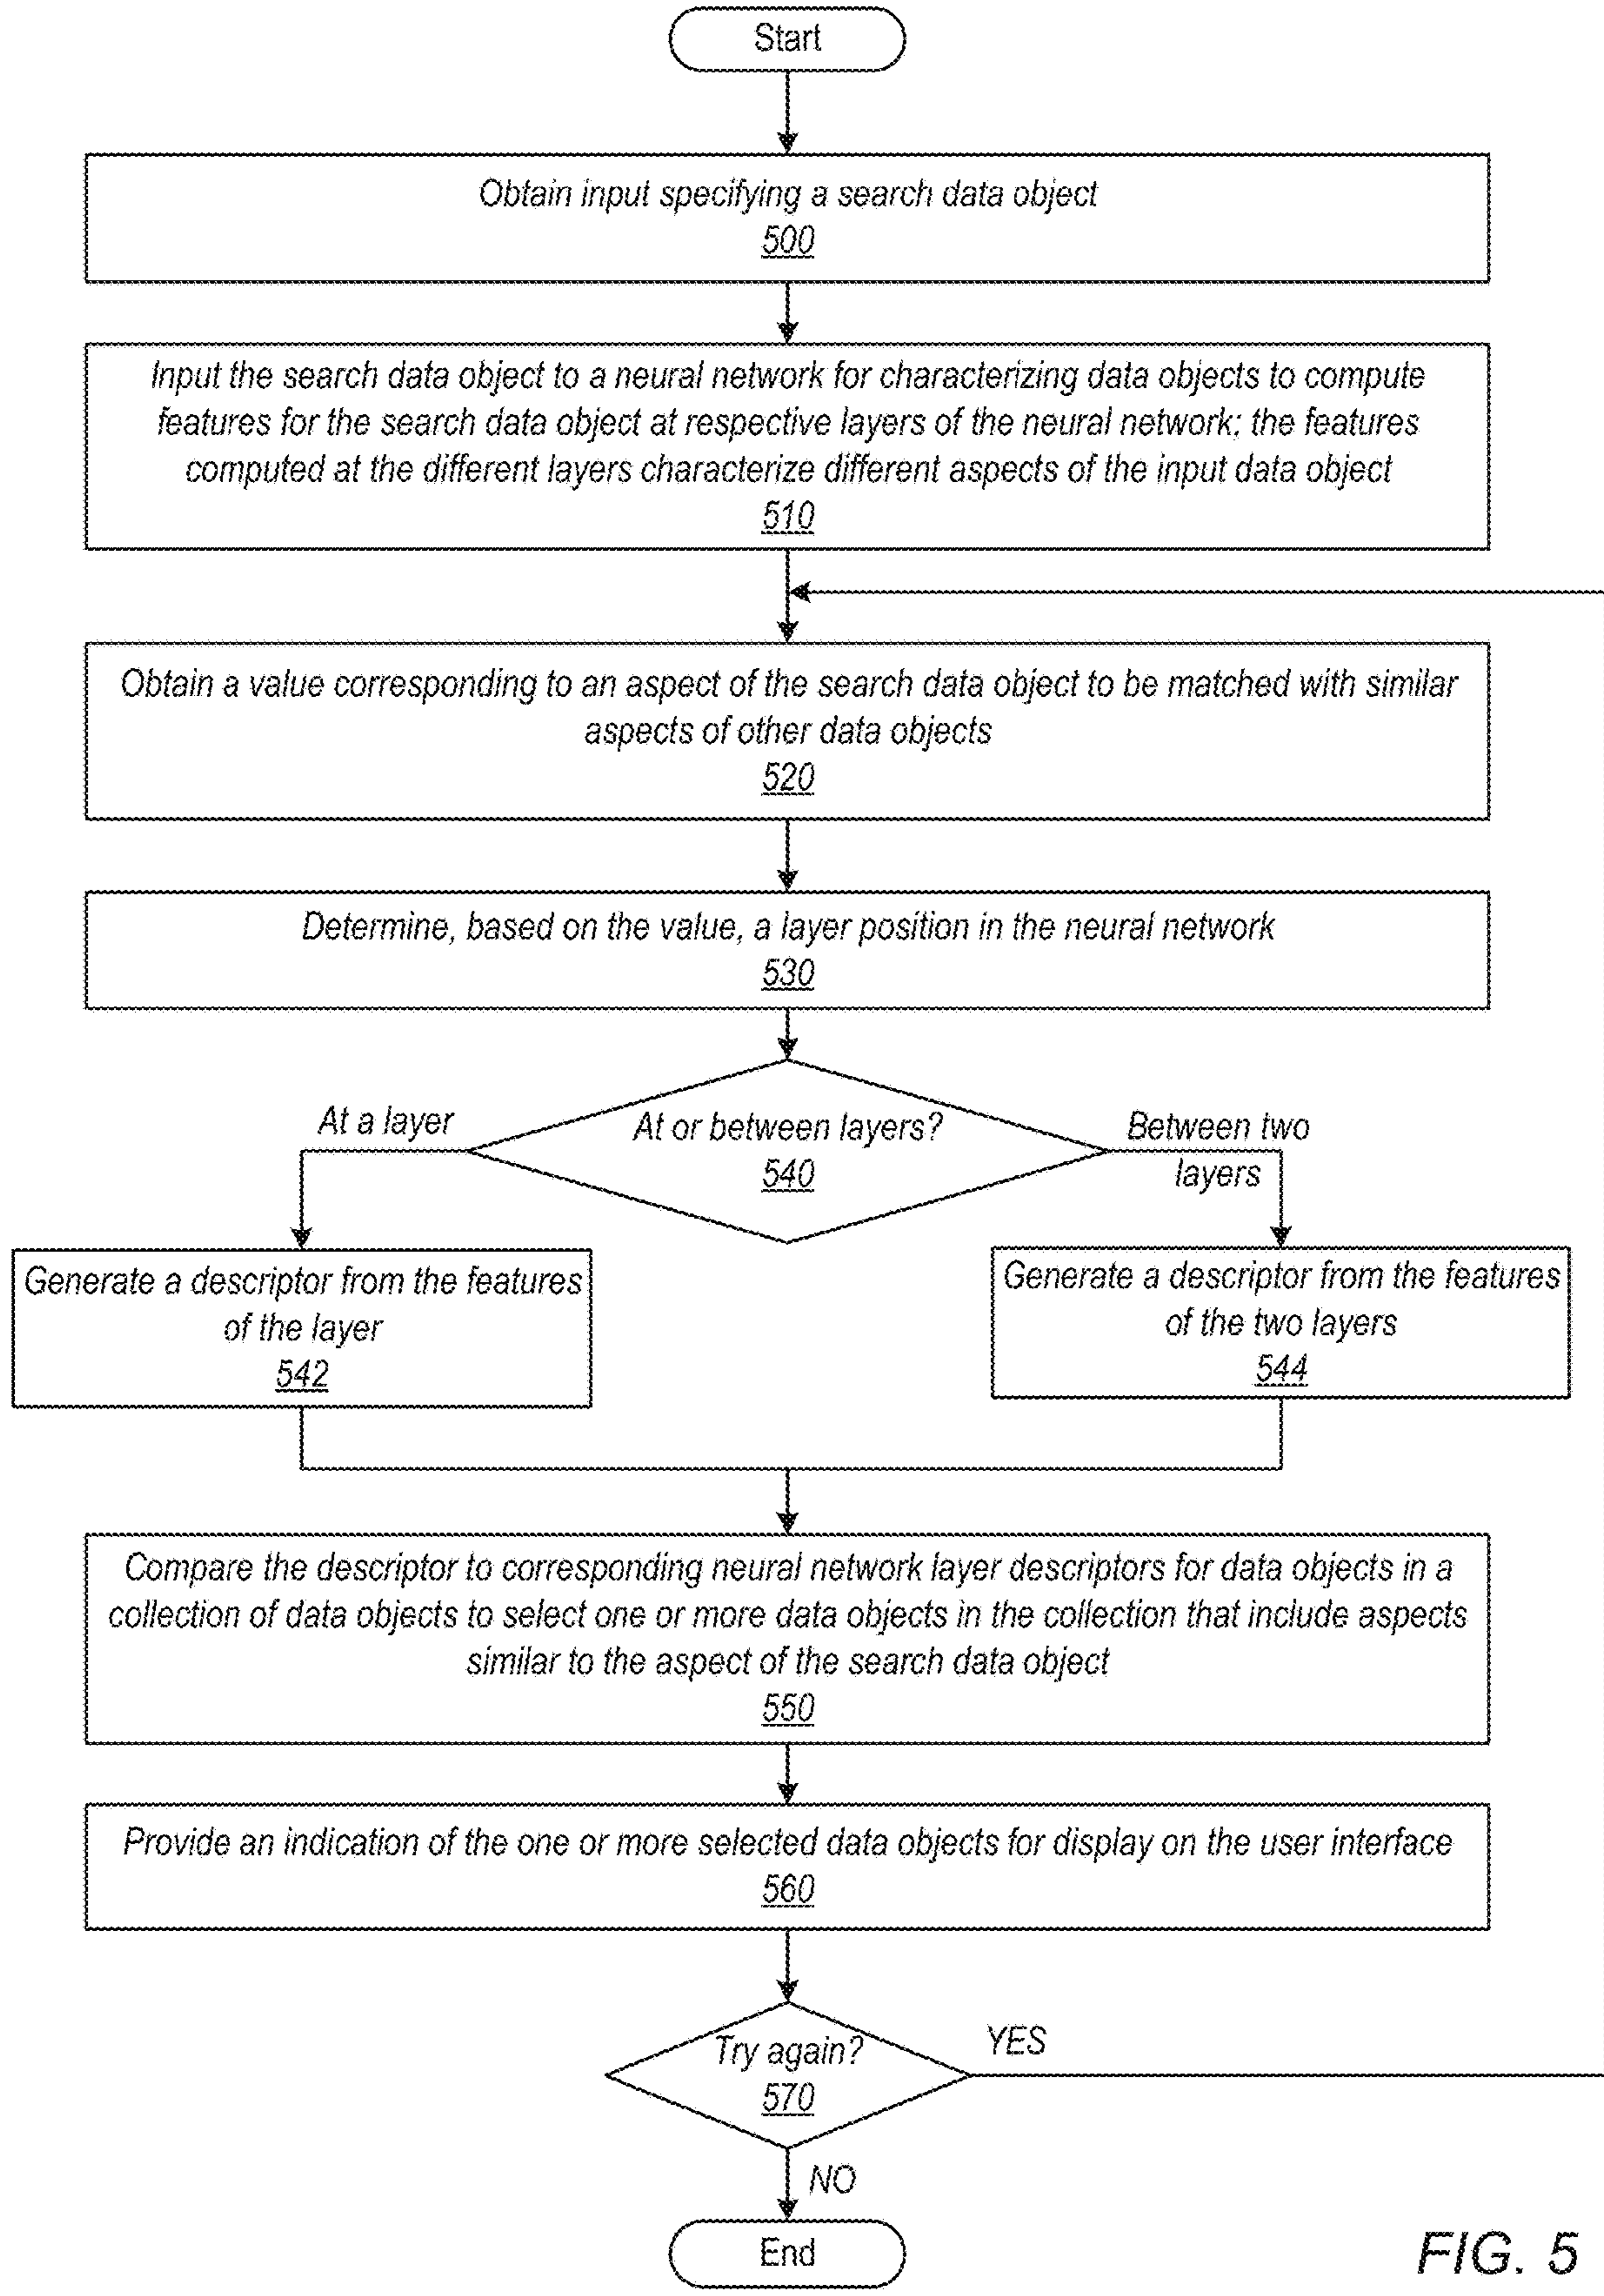 Start
Obtain input specifying a search data object
500
Input the search data object to a neural network for characterizing data objects to compute
features for the search data object at respective layers of the neural network; the features
computed at the different layers characterize different aspects of the input data object
510
Obtain a value corresponding to an aspect of the search data object to be matched with similar
aspects of other data objects
520
Determine, based on the value, a layer position in the neural network
530
At or between layers?
540
At a layer
Between two
layers
Generate a descriptor from the features
of the layer
542
Generate a descriptor from the features
of the two layers
544
Compare the descriptor to corresponding neural network layer descriptors for data objects in a
collection of data objects to select one or more data objects in the collection that include aspects
similar to the aspect of the search data object
550
Provide an indication of the one or more selected data objects for display on the user interface
560
Try again?
570
YES
NO
End
FIG. 5